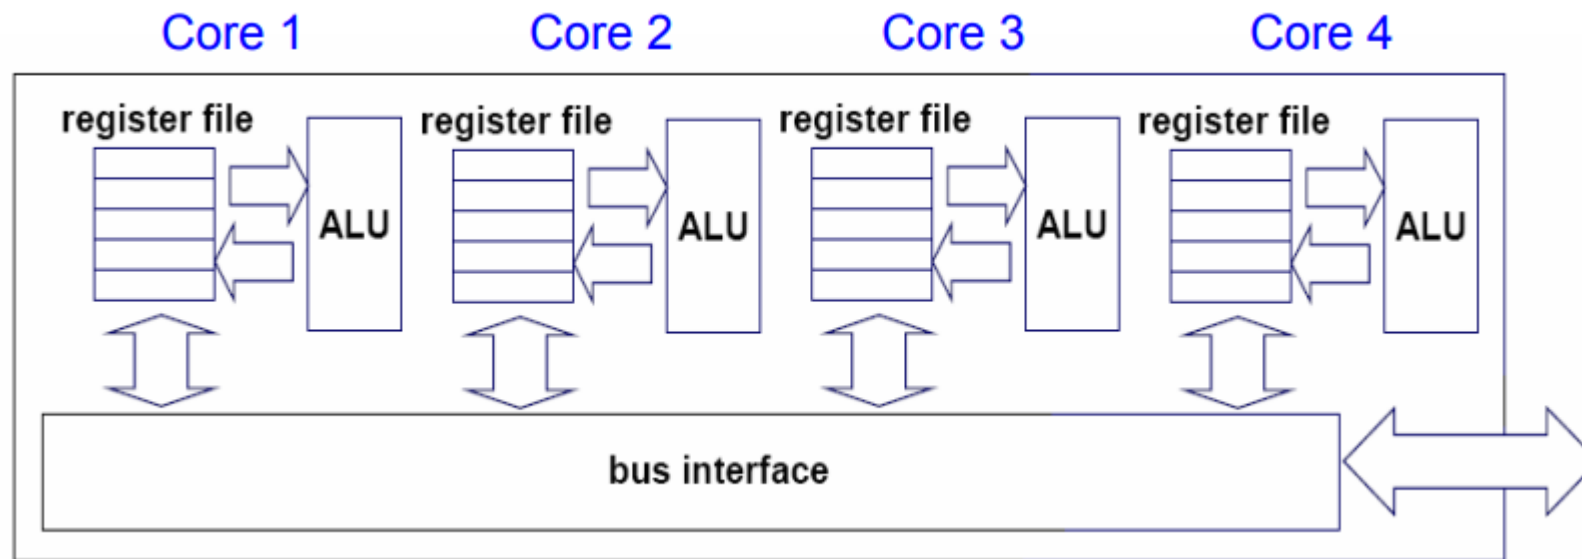 Core 1 Core 2 Core 3 Core 4
register file register file register file register file
ALU ALU ALU ALU
bus interface